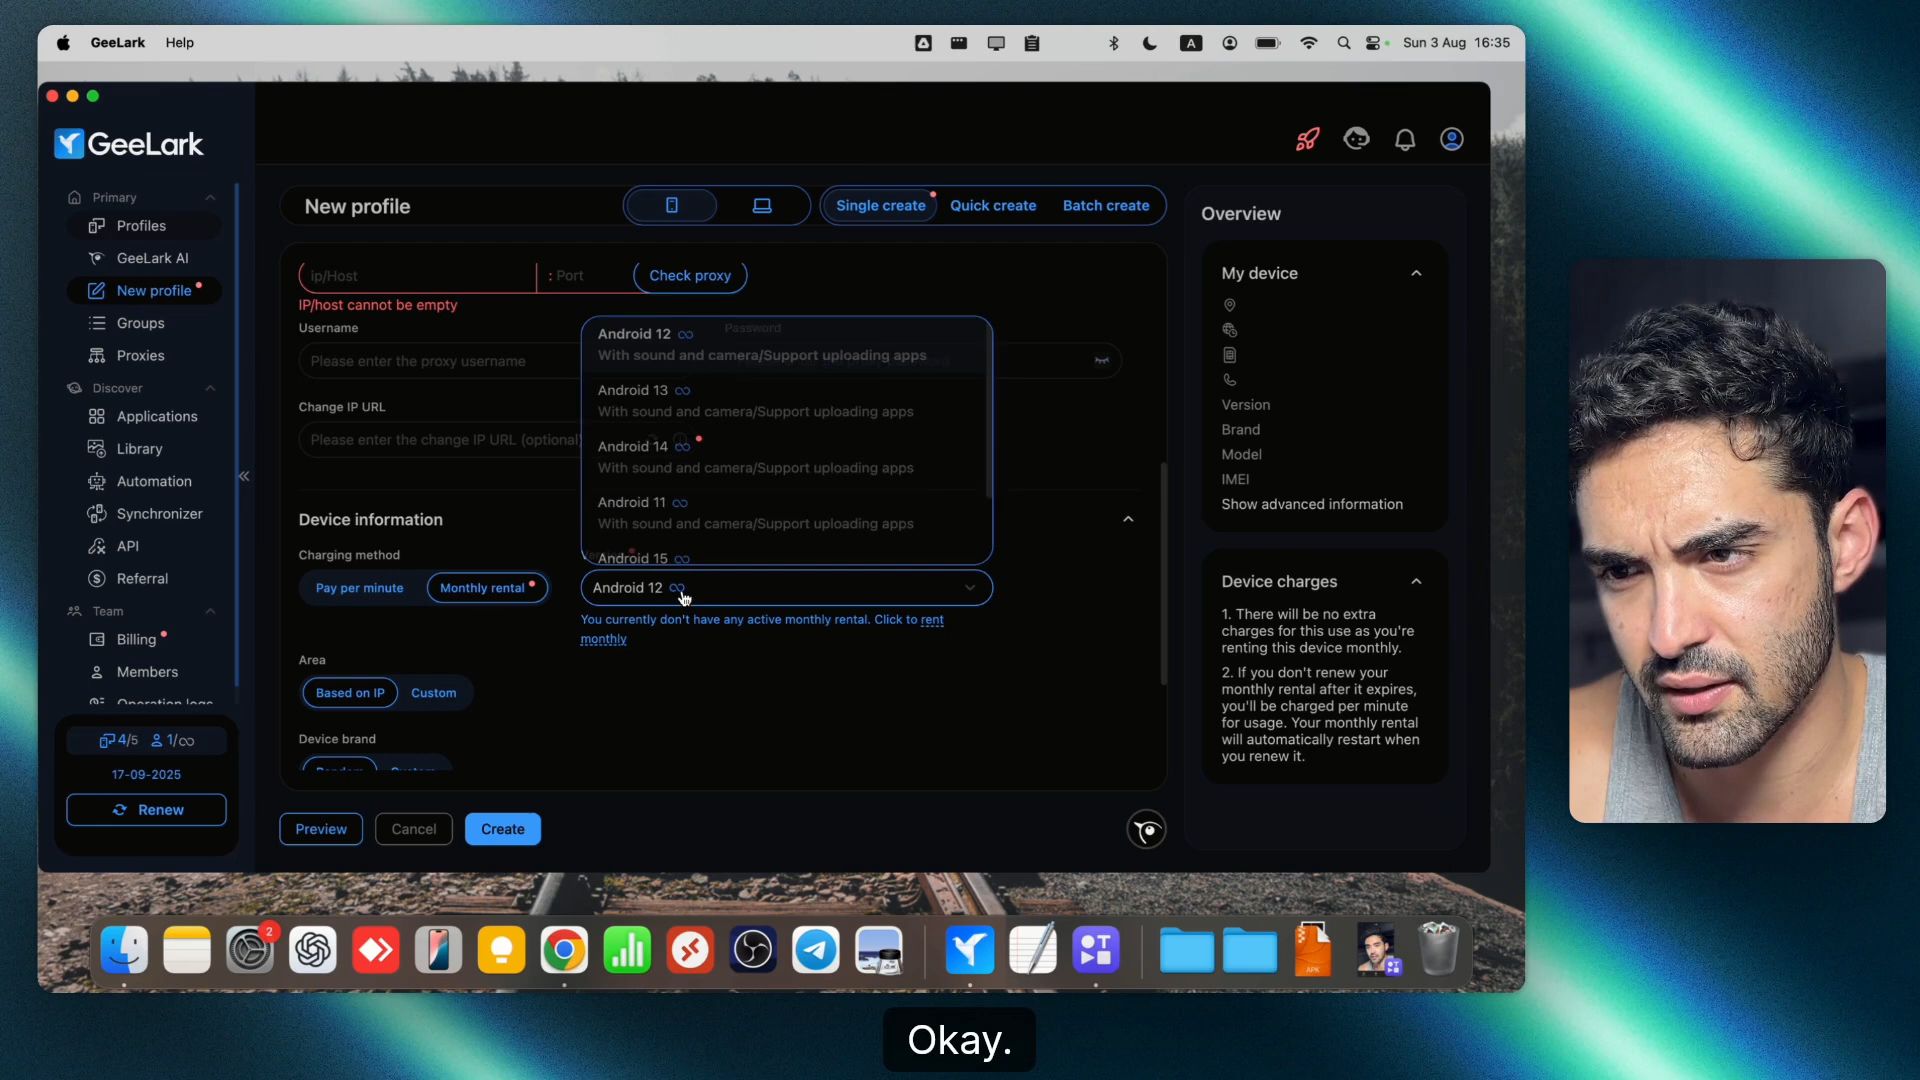 GeeLark Help
A
Sun 3 Aug 16:35
GeeLark
Primary
Profiles
GeeLark AI
New profile
Groups
Proxies
Discover
Applications
Library
Automation
Synchronizer
API
Referral
Team
Billing
Members
Operation logs
4/5 1/∞
17-09-2025
Renew
New profile
Single create
Quick create
Batch create
ip/Host
: Port
Check proxy
IP/host cannot be empty
Username
Password
Please enter the proxy username
Change IP URL
Please enter the change IP URL (optional)
Android 12 ∞
With sound and camera/Support uploading apps
Android 13 ∞
With sound and camera/Support uploading apps
Android 14 ∞
With sound and camera/Support uploading apps
Android 11 ∞
With sound and camera/Support uploading apps
Android 15 ∞
Device information
Charging method
Pay per minute
Monthly rental
Android 12 ∞
You currently don't have any active monthly rental. Click to rent
monthly
Area
Based on IP
Custom
Device brand
Random
Custom
Preview
Cancel
Create
Overview
My device
Version
Brand
Model
IMEI
Show advanced information
Device charges
1. There will be no extra
charges for this use as you're
renting this device monthly.
2. If you don't renew your
monthly rental after it expires,
you'll be charged per minute
for usage. Your monthly rental
will automatically restart when
you renew it.
2
APK
Okay.